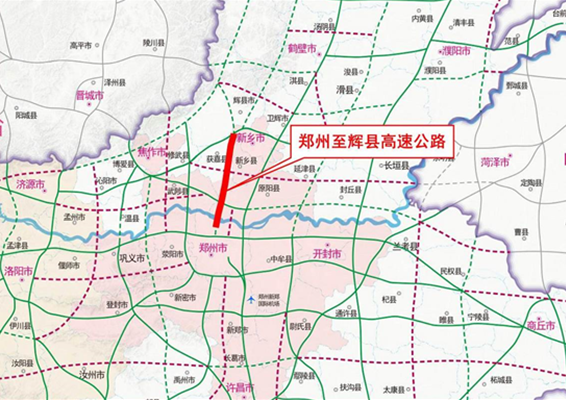 汤阴县
内黄县
清丰县
台前
范县
高平市
陵川县
鹤壁市
濮阳市
淇县
浚县
滑县
濮阳县
鄄城县
泽州县
晋城市
阳城县
辉县市
卫辉市
新乡市
郑州至辉县高速公路
焦作市
修武县
获嘉县
新乡县
博爱县
延津县
长垣县
菏泽市
济源市
沁阳市
武陟县
原阳县
封丘县
定陶县
孟州市
温县
曹县
孟津县
偃师市
巩义市
荥阳市
郑州市
中牟县
开封市
兰考县
洛阳市
民权县
登封市
新密市
郑州新郑
国际机场
杞县
伊川县
新郑市
尉氏县
通许县
睢县
宁陵县
商丘市
汝阳县
汝州市
长葛市
禹州市
许昌市
鄢陵县
扶沟县
太康县
柘城县